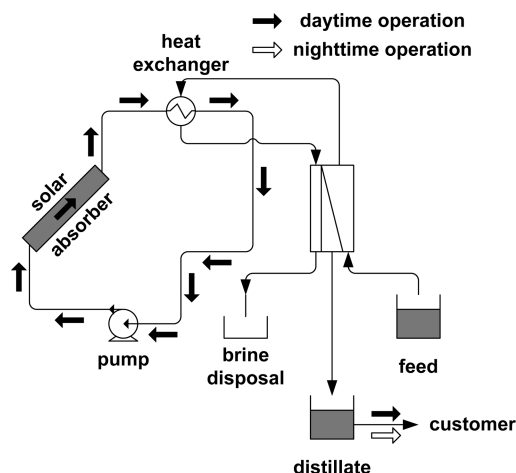 daytime operation
nighttime operation
heat
exchanger
solar
absorber
pump
brine
disposal
feed
customer
distillate